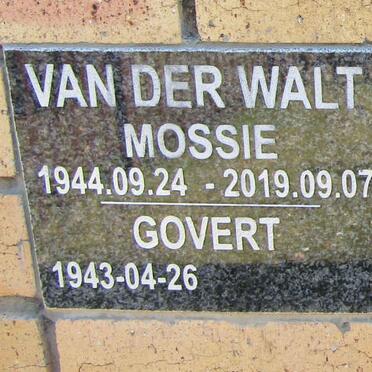 VAN DER WALT
MOSSIE
1944.09.24 - 2019.09.07
GOVERT
1943-04-26